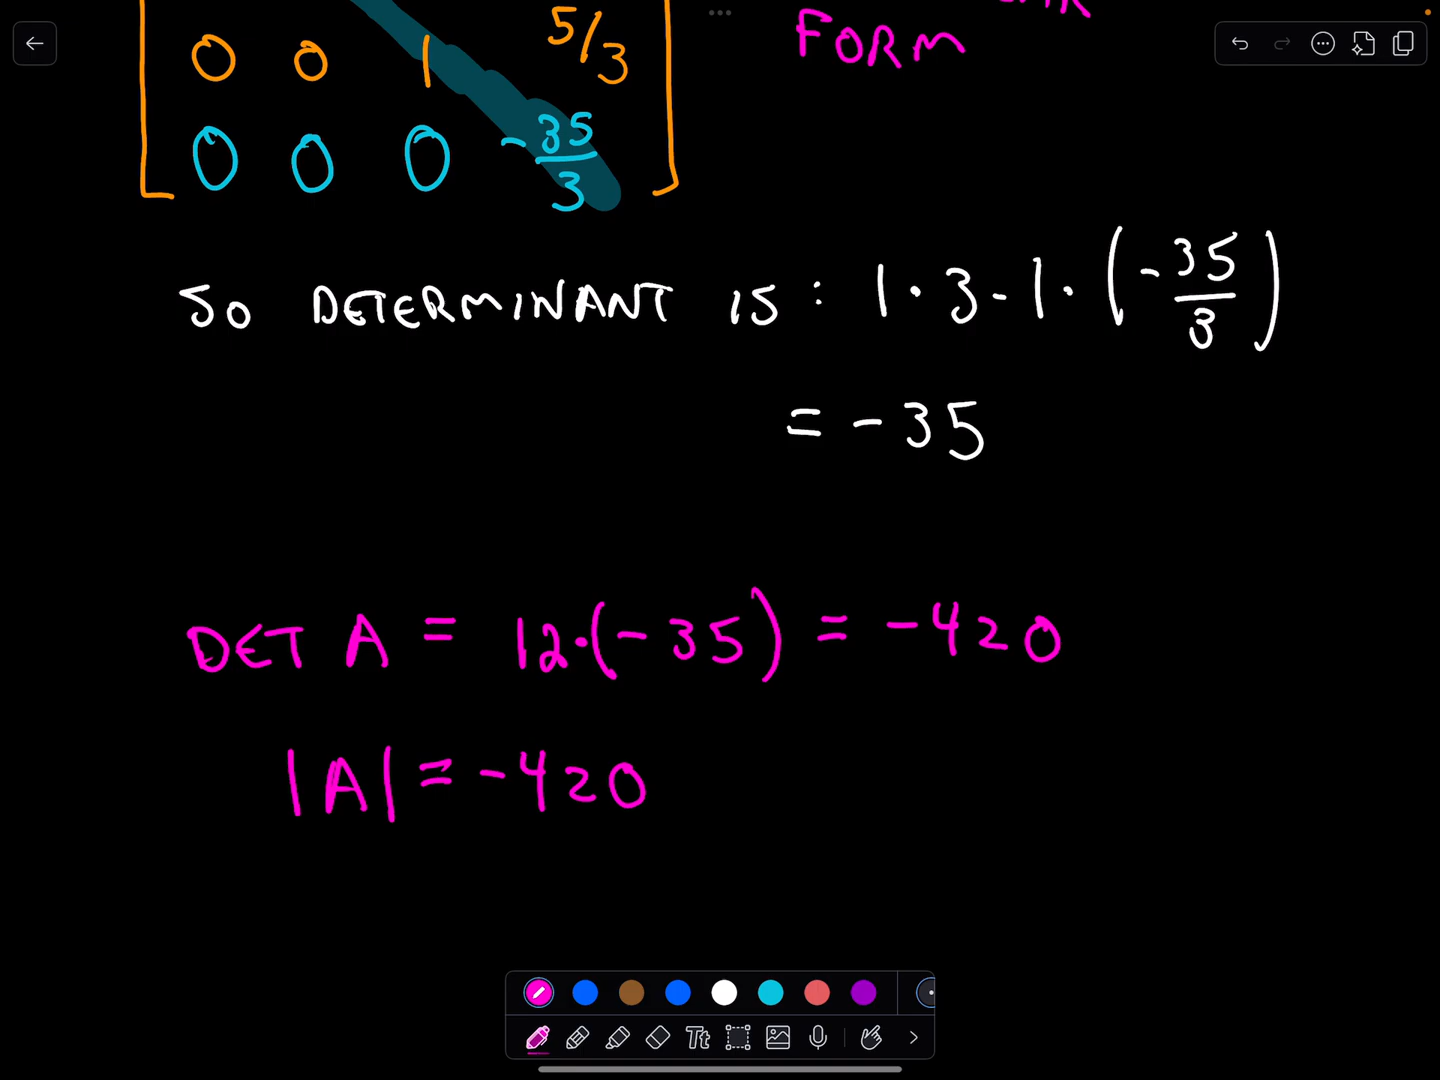 FORM
0 0 1 5/3
0 0 0 -35/3
SO DETERMINANT IS: 1·3·1·(-35/3)
= -35
DET A = 12·(-35) = -420
|A| = -420
Tt